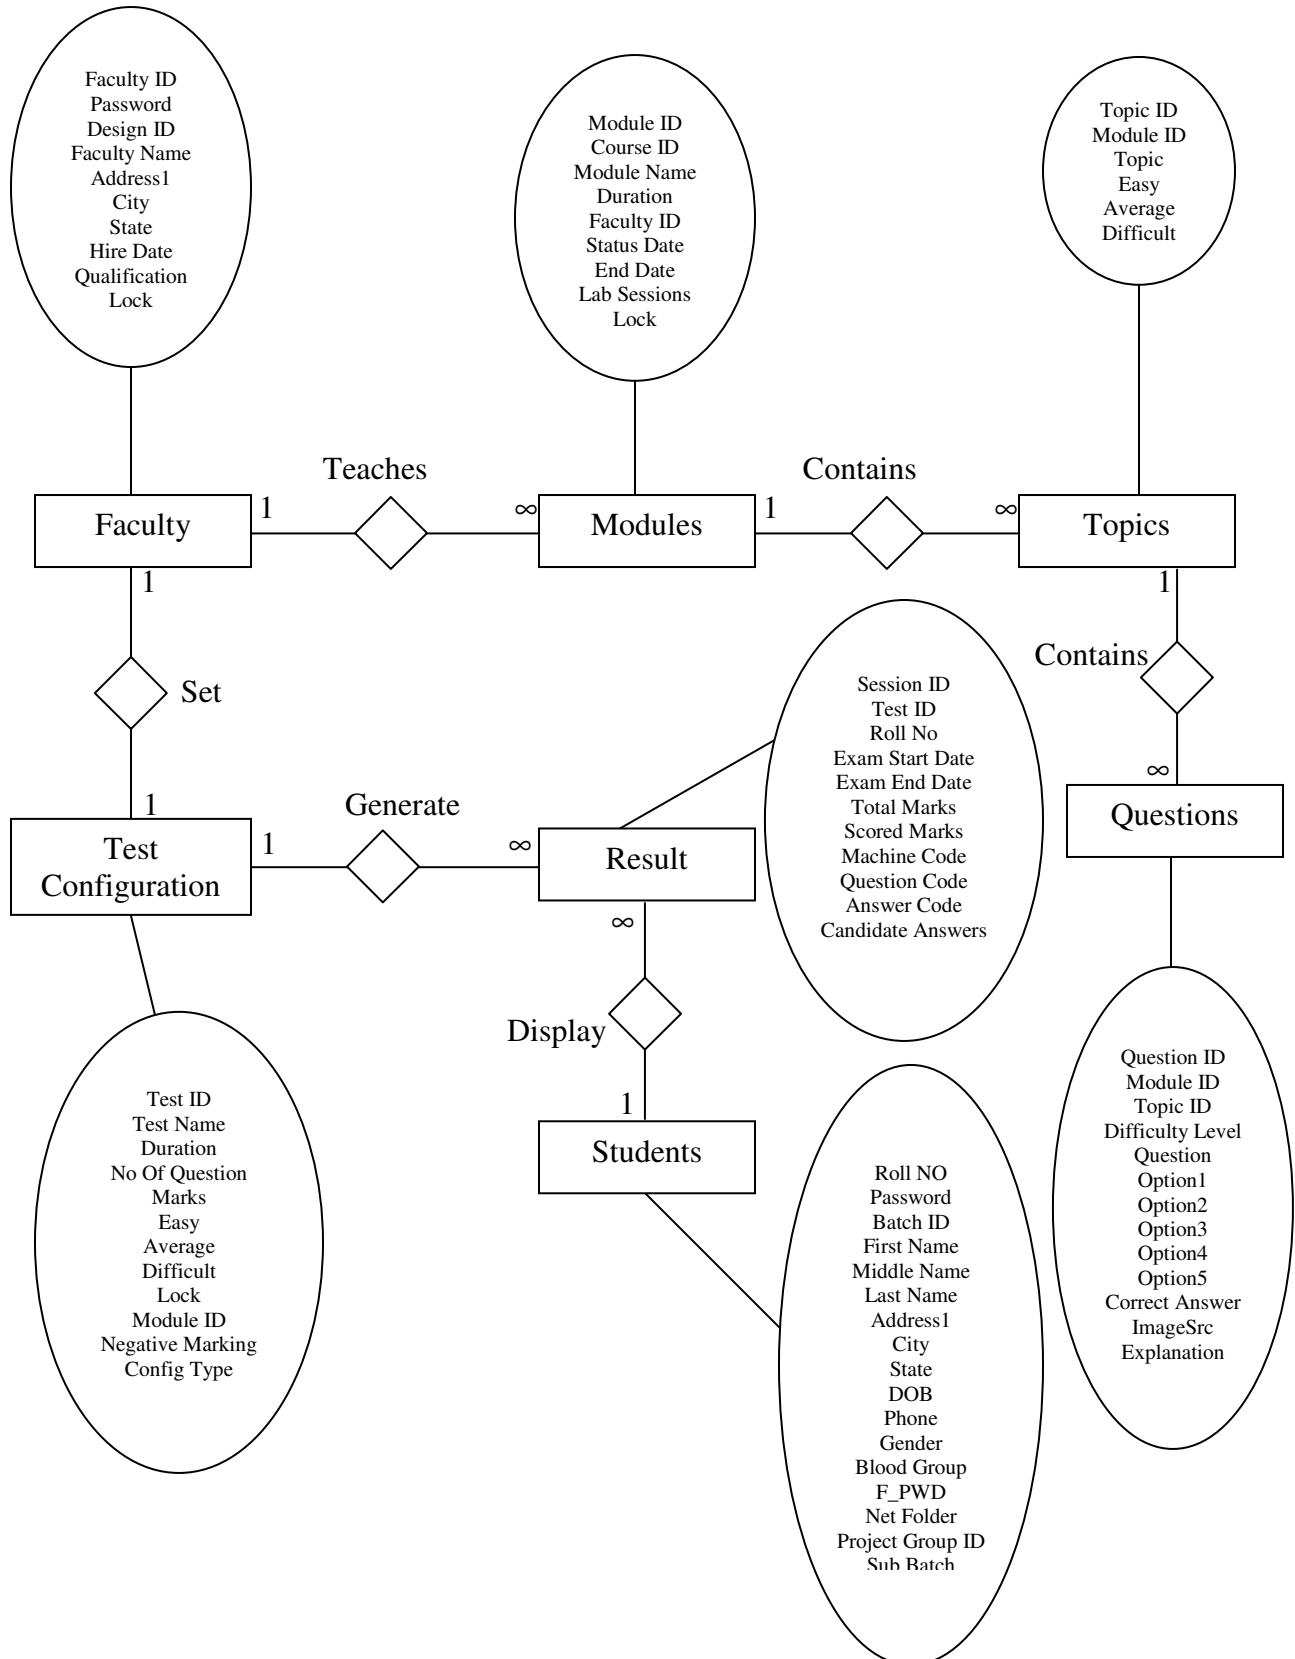 Faculty ID
Password
Design ID
Faculty Name
Address1
City
State
Hire Date
Qualification
Lock
Module ID
Course ID
Module Name
Duration
Faculty ID
Status Date
End Date
Lab Sessions
Lock
Topic ID
Module ID
Topic
Easy
Average
Difficult
Teaches
Contains
Faculty
1
∞
Modules
1
∞
Topics
1
1
Set
1
Contains
∞
Questions
Session ID
Test ID
Roll No
Exam Start Date
Exam End Date
Total Marks
Scored Marks
Machine Code
Question Code
Answer Code
Candidate Answers
Test
Configuration
1
Generate
∞
Result
∞
Display
1
Students
Test ID
Test Name
Duration
No Of Question
Marks
Easy
Average
Difficult
Lock
Module ID
Negative Marking
Config Type
Roll NO
Password
Batch ID
First Name
Middle Name
Last Name
Address1
City
State
DOB
Phone
Gender
Blood Group
F_PWD
Net Folder
Project Group ID
Sub Batch
Question ID
Module ID
Topic ID
Difficulty Level
Question
Option1
Option2
Option3
Option4
Option5
Correct Answer
ImageSrc
Explanation